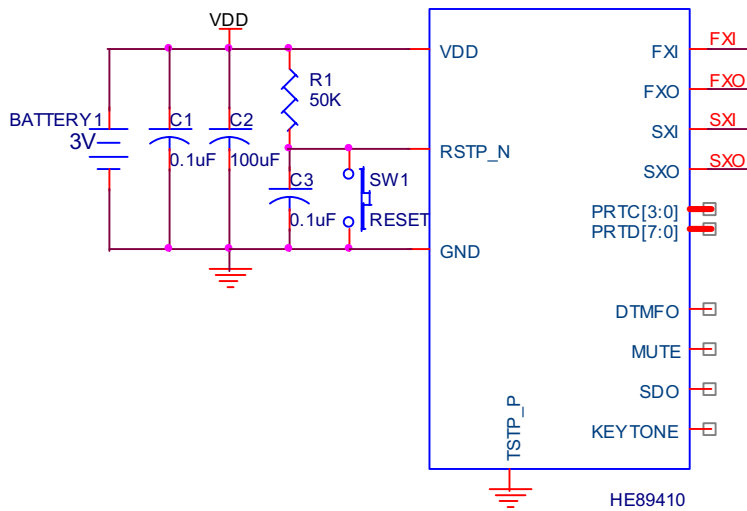 VDD
BATTERY1
3V
C1
0.1uF
C2
100uF
R1
50K
C3
0.1uF
SW1
RESET
VDD
RSTP_N
GND
TSTP_P
FXI
FXO
SXI
SXO
PRTC[3:0]
PRTD[7:0]
DTMFO
MUTE
SDO
KEYTONE
FXI
FXO
SXI
SXO
HE89410